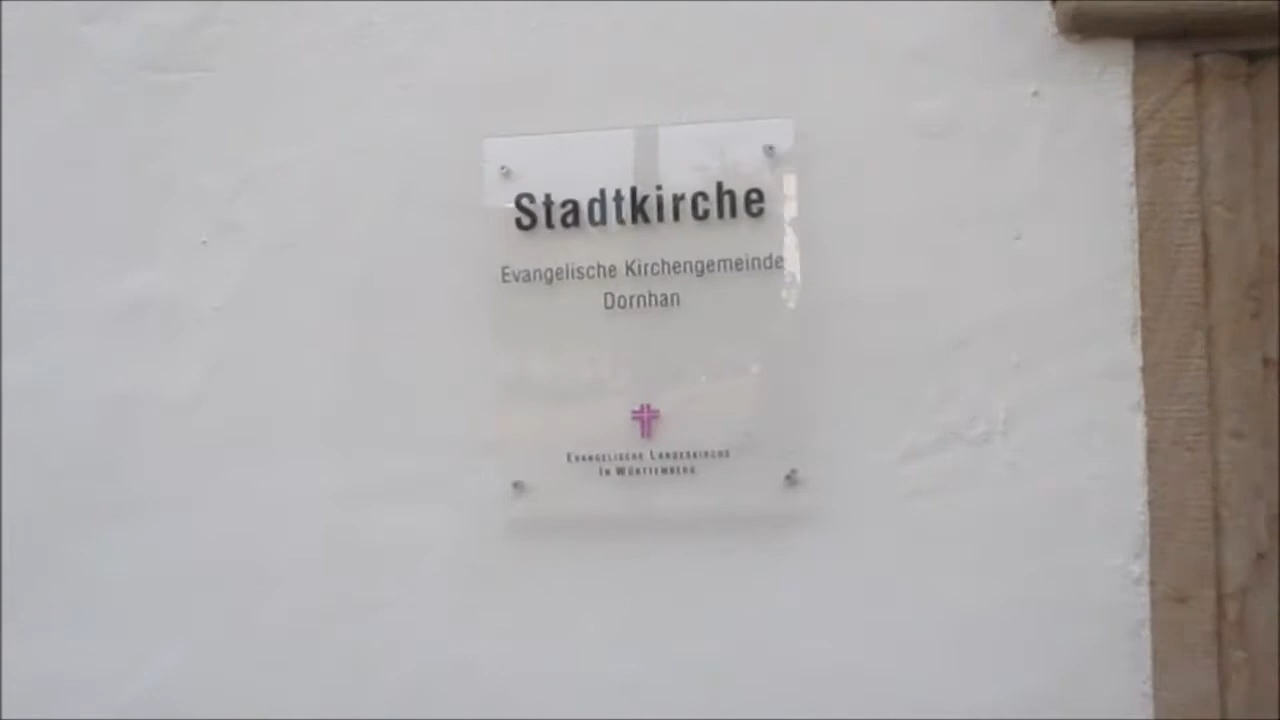 Stadtkirche
Evangelische Kirchengemeinde
Dornhan
Evangelische Landeskirche
in Württemberg